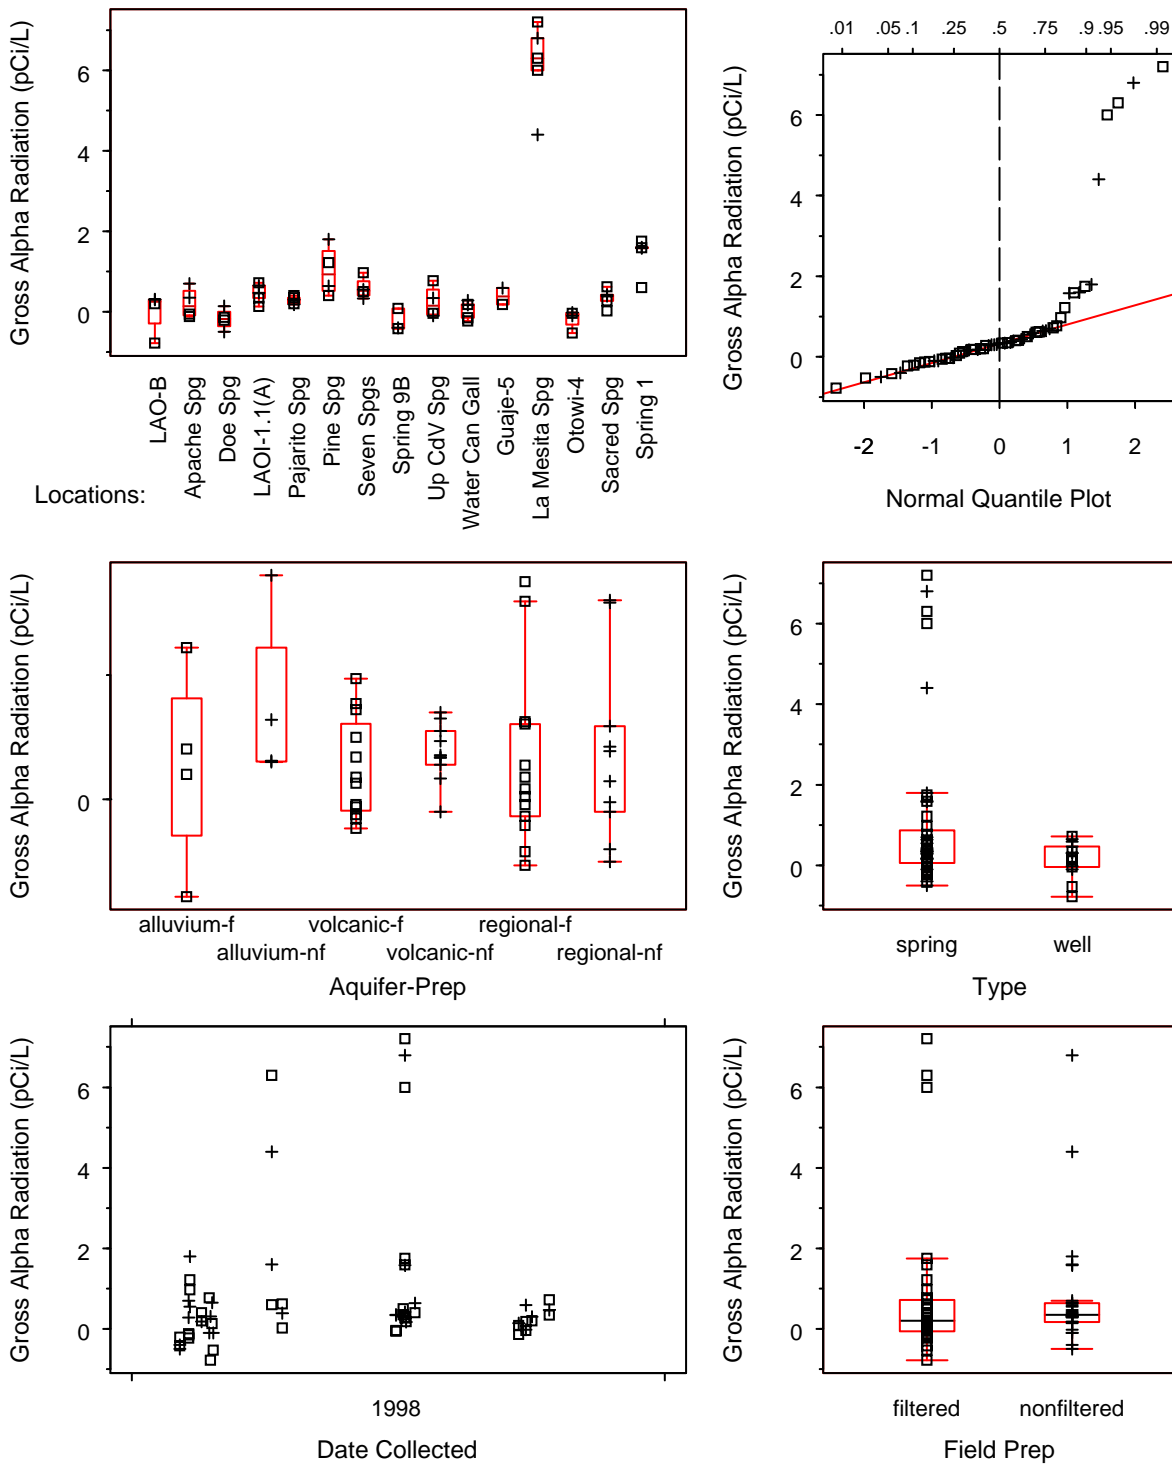 Gross Alpha Radiation (pCi/L)
6
4
2
0
LAO-B
Apache Spg
Doe Spg
LAOI-1.1(A)
Pajarito Spg
Pine Spg
Seven Spgs
Spring 9B
Up CdV Spg
Water Can Gall
Guaje-5
La Mesita Spg
Otowi-4
Sacred Spg
Spring 1
Locations:
.01 .05 .1 .25 .5 .75 .9 .95 .99
Gross Alpha Radiation (pCi/L)
6
4
2
0
-2 -1 0 1 2
Normal Quantile Plot
Gross Alpha Radiation (pCi/L)
0
alluvium-f volcanic-f regional-f
alluvium-nf volcanic-nf regional-nf
Aquifer-Prep
Gross Alpha Radiation (pCi/L)
6
4
2
0
spring well
Type
Gross Alpha Radiation (pCi/L)
6
4
2
0
1998
Date Collected
Gross Alpha Radiation (pCi/L)
6
4
2
0
filtered nonfiltered
Field Prep